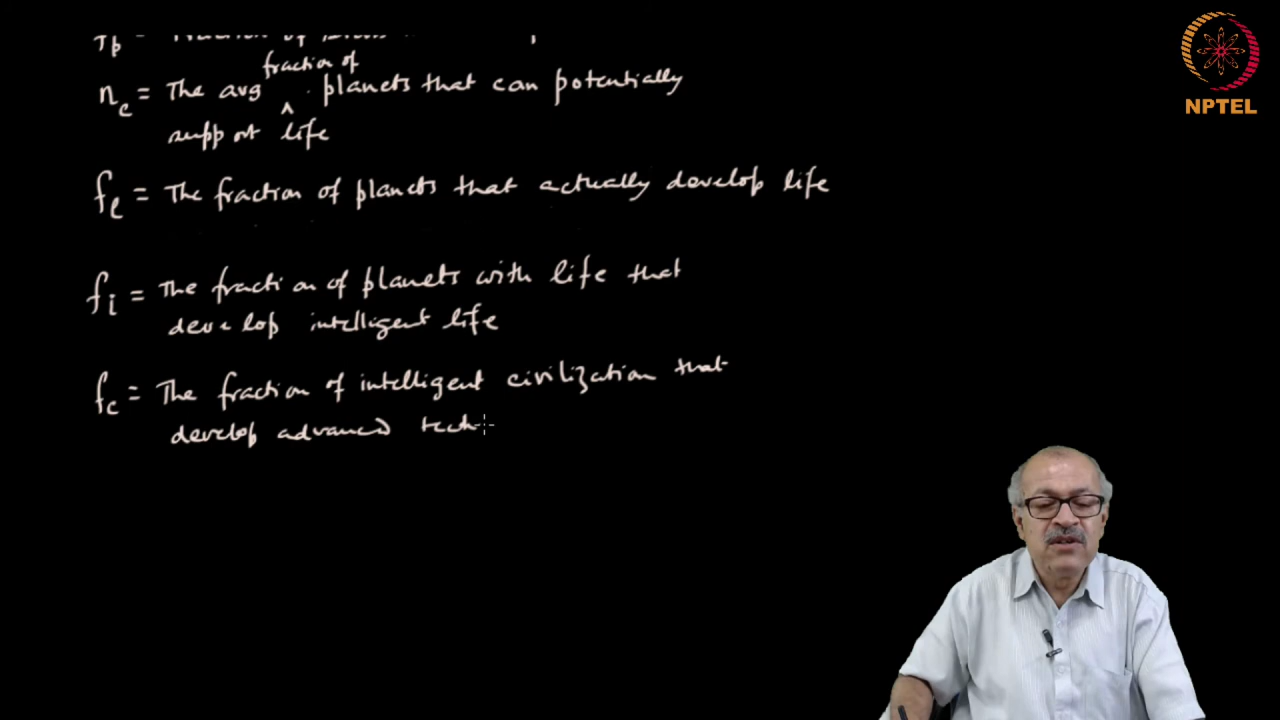 fraction of
n_e = The avg ^ planets that can potentially
support life
f_l = The fraction of planets that actually develop life
f_i = The fraction of planets with life that
develop intelligent life
f_c = The fraction of intelligent civilization that
develop advanced tech
NPTEL